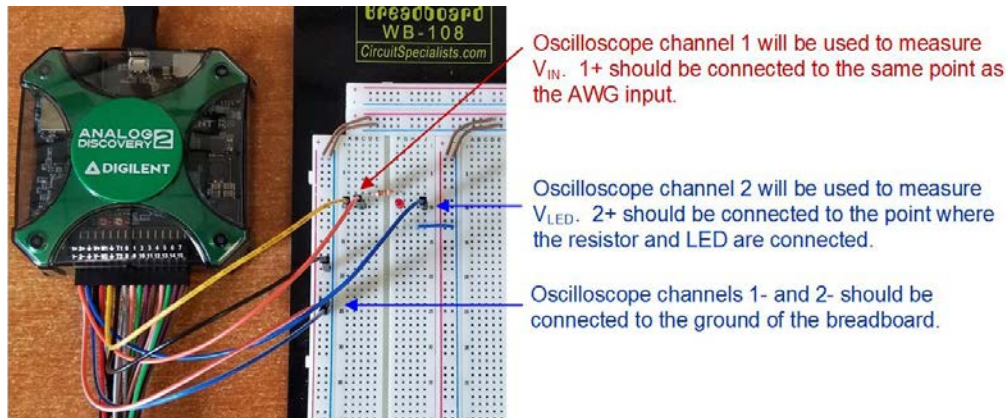 Breadboard
WB-108
CircuitSpecialists.com
ANALOG
DISCOVERY 2
DIGILENT
Oscilloscope channel 1 will be used to measure
VIN. 1+ should be connected to the same point as
the AWG input.
Oscilloscope channel 2 will be used to measure
VLED. 2+ should be connected to the point where
the resistor and LED are connected.
Oscilloscope channels 1- and 2- should be
connected to the ground of the breadboard.